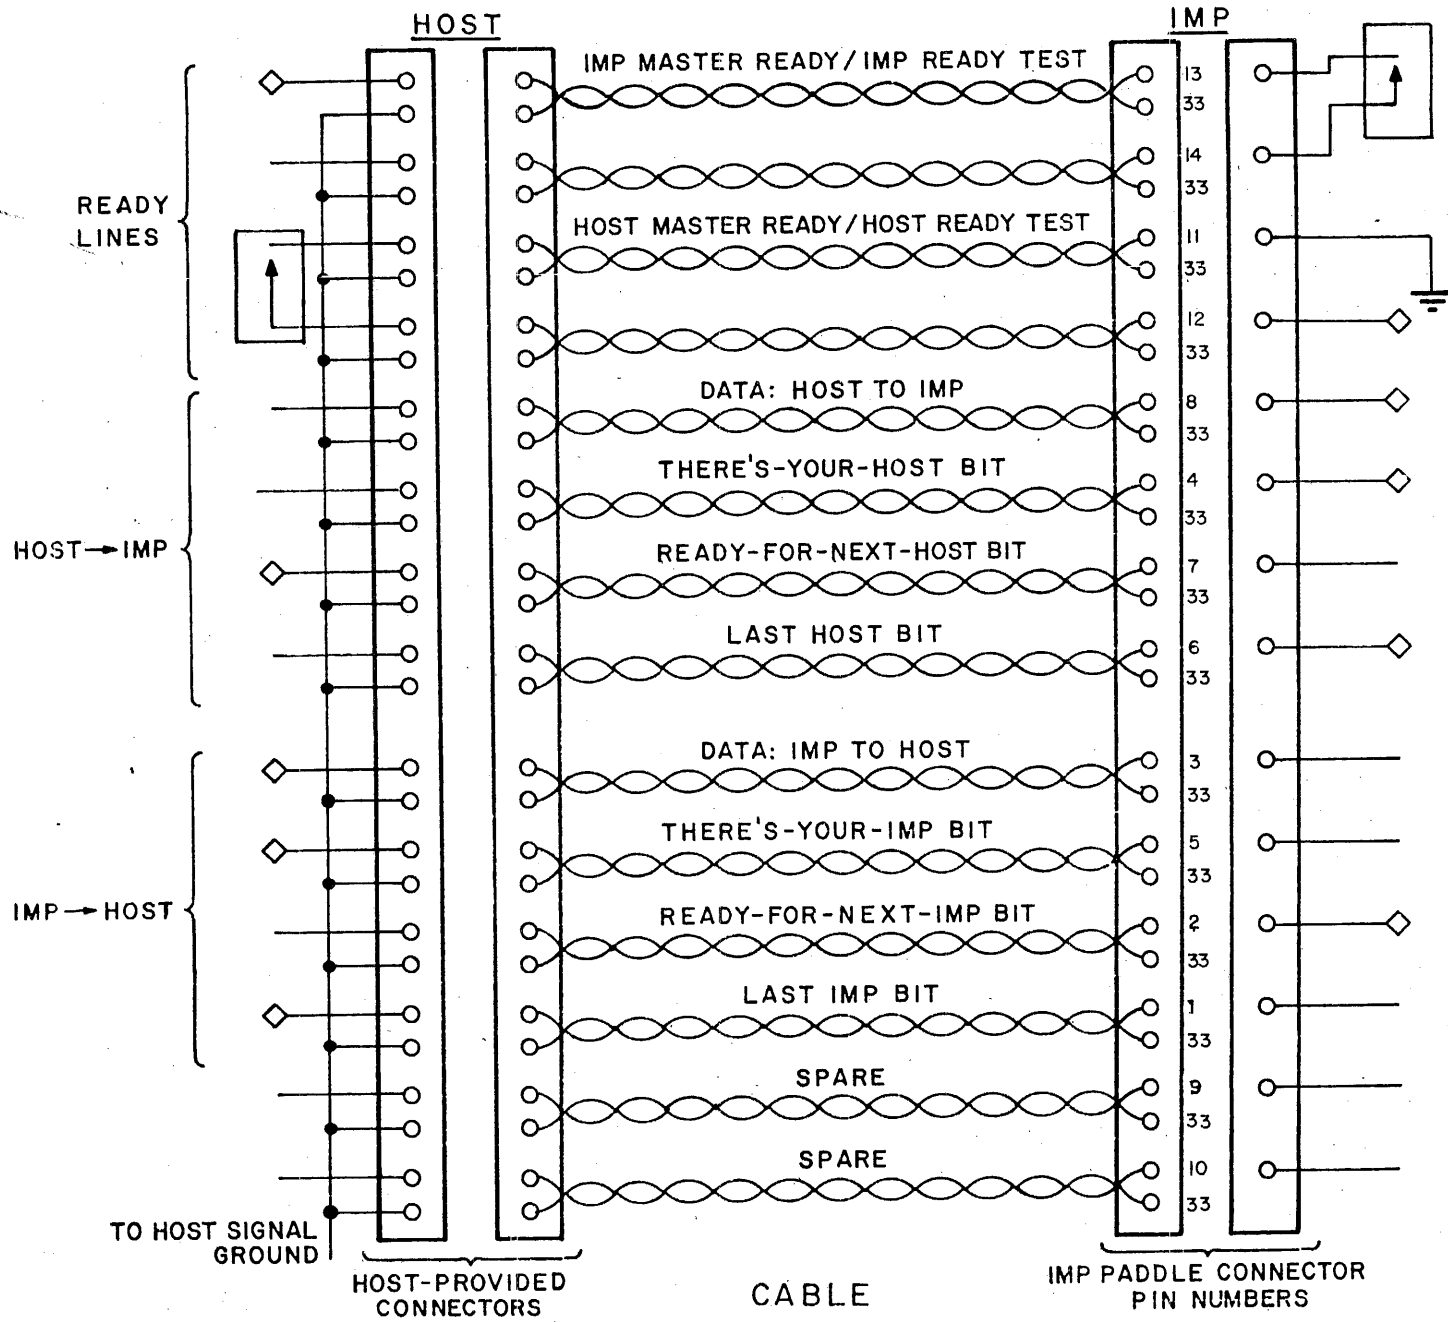 HOST
IMP
IMP MASTER READY/IMP READY TEST
13
33
14
33
READY
LINES
HOST MASTER READY/HOST READY TEST
11
33
12
33
DATA: HOST TO IMP
8
33
THERE'S-YOUR-HOST BIT
4
33
HOST→IMP
READY-FOR-NEXT-HOST BIT
7
33
LAST HOST BIT
6
33
DATA: IMP TO HOST
3
33
THERE'S-YOUR-IMP BIT
5
33
IMP→HOST
READY-FOR-NEXT-IMP BIT
2
33
LAST IMP BIT
1
33
SPARE
9
33
SPARE
10
33
TO HOST SIGNAL
GROUND
HOST-PROVIDED
CONNECTORS
CABLE
IMP PADDLE CONNECTOR
PIN NUMBERS